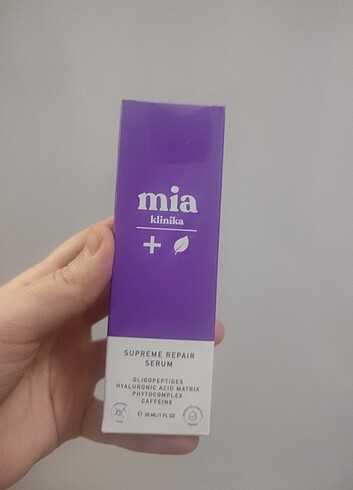 mia
klinika
SUPREME REPAIR
SERUM
OLIGOPEPTIDES
HYALURONIC ACID MATRIX
PHYTOCOMPLEX
CAFFEINE
℮ 30 ML/1 FL OZ